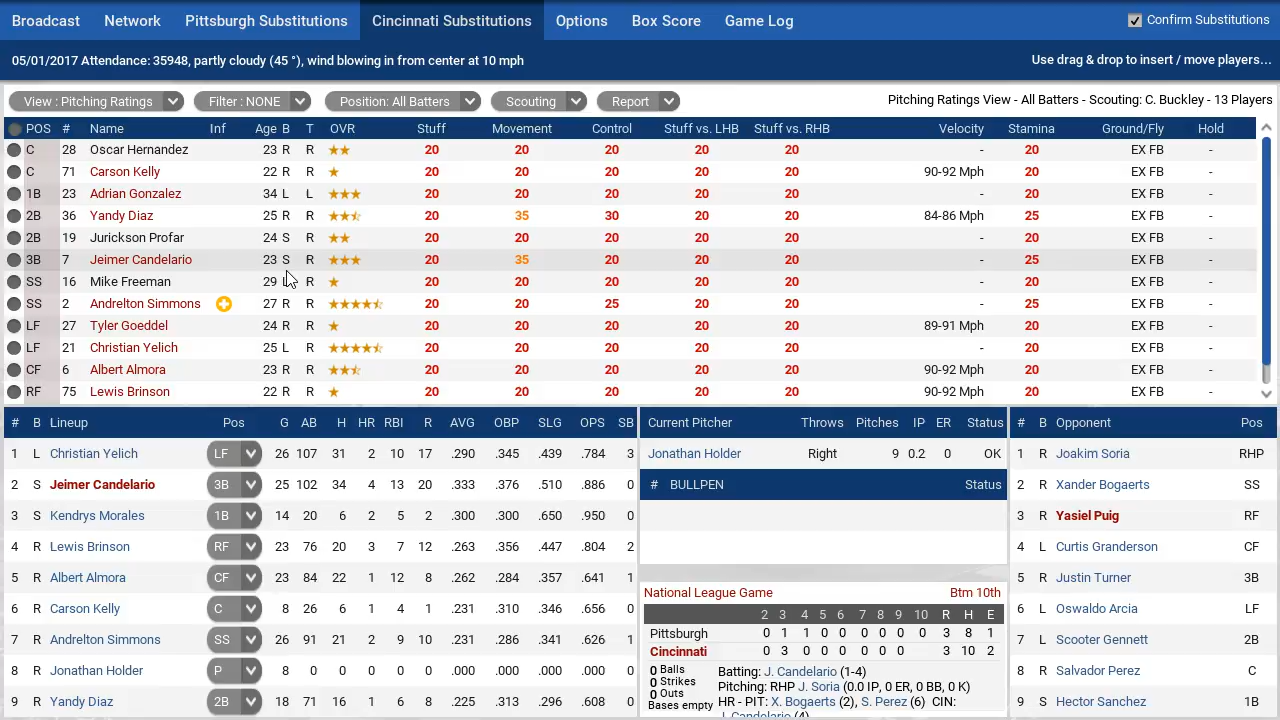 Broadcast Network Pittsburgh Substitutions Cincinnati Substitutions Options Box Score Game Log Confirm Substitutions
05/01/2017 Attendance: 35948, partly cloudy (45 °), wind blowing in from center at 10 mph Use drag & drop to insert / move players...
View : Pitching Ratings Filter : NONE Position: All Batters Scouting Report Pitching Ratings View - All Batters - Scouting: C. Buckley - 13 Players
POS # Name Inf Age B T OVR Stuff Movement Control Stuff vs. LHB Stuff vs. RHB Velocity Stamina Ground/Fly Hold
C 28 Oscar Hernandez 23 R R 20 20 20 20 20 - 20 EX FB -
C 71 Carson Kelly 22 R R 20 20 20 20 20 90-92 Mph 20 EX FB -
1B 23 Adrian Gonzalez 34 L L 20 20 20 20 20 - 20 EX FB -
2B 36 Yandy Diaz 25 R R 20 35 30 20 20 84-86 Mph 25 EX FB -
2B 19 Jurickson Profar 24 S R 20 20 20 20 20 - 20 EX FB -
3B 7 Jeimer Candelario 23 S R 20 35 20 20 20 - 25 EX FB -
SS 16 Mike Freeman 29 R 20 20 20 20 20 - 20 EX FB -
SS 2 Andrelton Simmons 27 R R 20 20 25 20 20 - 25 EX FB -
LF 27 Tyler Goeddel 24 R R 20 20 20 20 20 89-91 Mph 20 EX FB -
LF 21 Christian Yelich 25 L R 20 20 20 20 20 - 20 EX FB -
CF 6 Albert Almora 23 R R 20 20 20 20 20 90-92 Mph 20 EX FB -
RF 75 Lewis Brinson 22 R R 20 20 20 20 20 90-92 Mph 20 EX FB -
# B Lineup Pos G AB H HR RBI R AVG OBP SLG OPS SB
1 L Christian Yelich LF 26 107 31 2 10 17 .290 .345 .439 .784 3
2 S Jeimer Candelario 3B 25 102 34 4 13 20 .333 .376 .510 .886 0
3 S Kendrys Morales 1B 14 20 6 2 5 2 .300 .300 .650 .950 0
4 R Lewis Brinson RF 23 76 20 3 7 12 .263 .356 .447 .804 2
5 R Albert Almora CF 23 84 22 1 12 8 .262 .284 .357 .641 1
6 R Carson Kelly C 8 26 6 1 4 1 .231 .310 .346 .656 0
7 R Andrelton Simmons SS 26 91 21 2 9 10 .231 .286 .341 .626 1
8 R Jonathan Holder P 8 0 0 0 0 0 .000 .000 .000 .000 0
9 R Yandy Diaz 2B 18 71 16 1 6 8 .225 .313 .296 .608 0
Current Pitcher Throws Pitches IP ER Status
Jonathan Holder Right 9 0.2 0 OK
# BULLPEN Status
National League Game Btm 10th
2 3 4 5 6 7 8 9 10 R H E
Pittsburgh 0 1 1 0 0 0 0 0 0 3 8 1
Cincinnati 0 3 0 0 0 0 0 0 3 10 2
0 Balls
0 Strikes
0 Outs
Bases empty
Batting: J. Candelario (1-4)
Pitching: RHP J. Soria (0.0 IP, 0 ER, 0 BB, 0 K)
HR - PIT: X. Bogaerts (2), S. Perez (6) CIN:
J. Candelario (4)
# B Opponent Pos
1 R Joakim Soria RHP
2 R Xander Bogaerts SS
3 R Yasiel Puig RF
4 L Curtis Granderson CF
5 R Justin Turner 3B
6 L Oswaldo Arcia LF
7 L Scooter Gennett 2B
8 R Salvador Perez C
9 S Hector Sanchez 1B